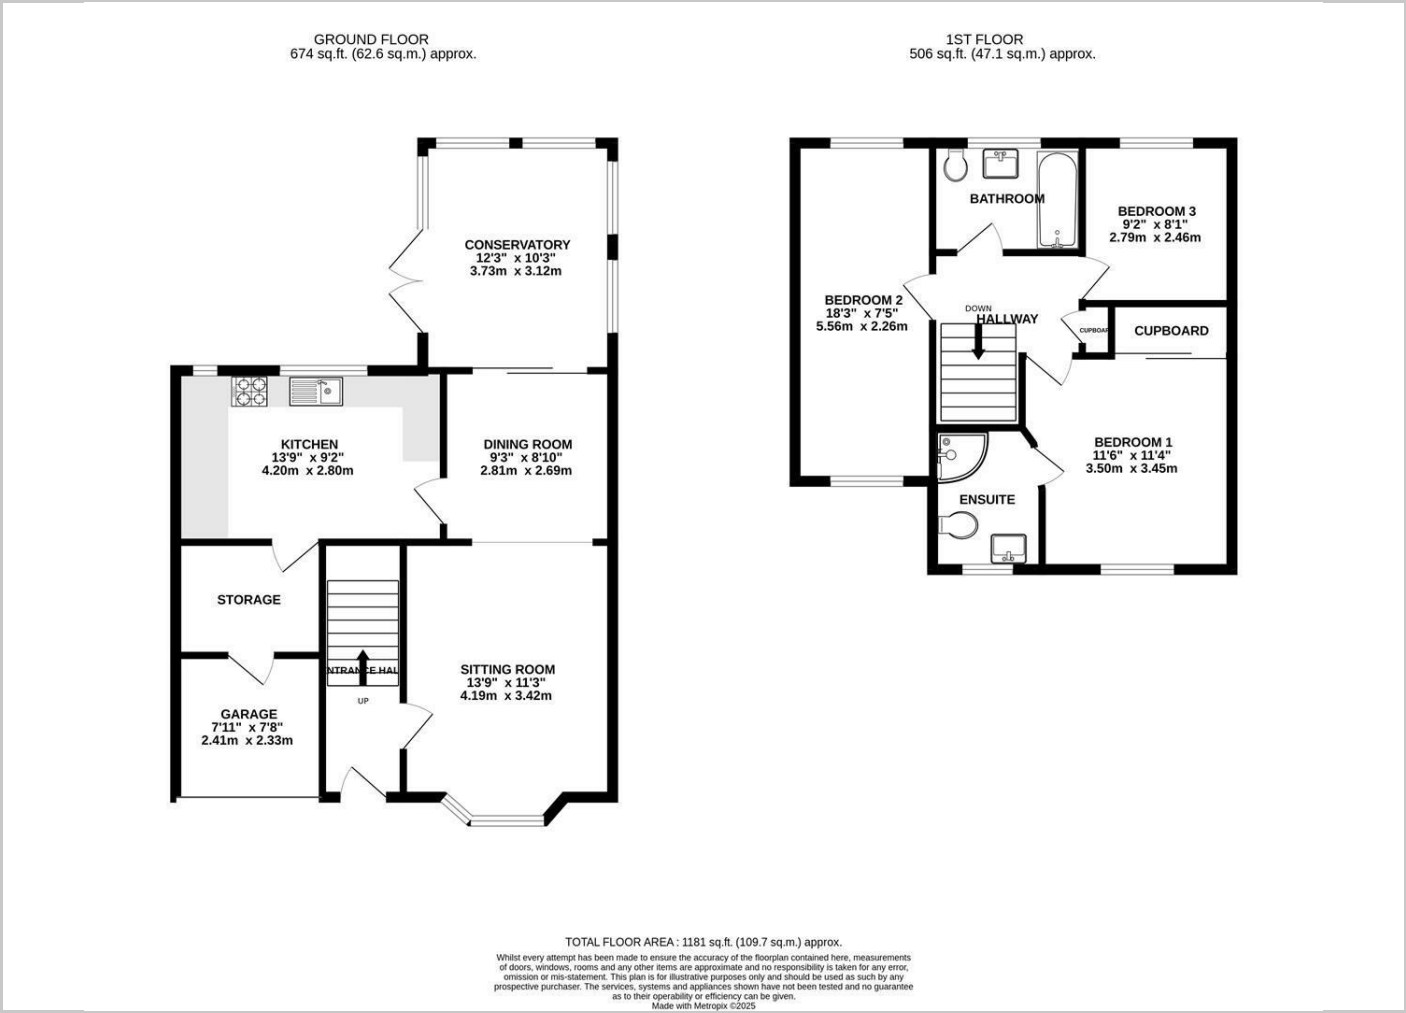 GROUND FLOOR
674 sq.ft. (62.6 sq.m.) approx.
1ST FLOOR
506 sq.ft. (47.1 sq.m.) approx.
CONSERVATORY
12'3" x 10'3"
3.73m x 3.12m
KITCHEN
13'9" x 9'2"
4.20m x 2.80m
DINING ROOM
9'3" x 8'10"
2.81m x 2.69m
STORAGE
NTRANCE HAL
UP
SITTING ROOM
13'9" x 11'3"
4.19m x 3.42m
GARAGE
7'11" x 7'8"
2.41m x 2.33m
BATHROOM
BEDROOM 3
9'2" x 8'1"
2.79m x 2.46m
BEDROOM 2
18'3" x 7'5"
5.56m x 2.26m
DOWN
HALLWAY
CUPBOAR
CUPBOARD
BEDROOM 1
11'6" x 11'4"
3.50m x 3.45m
ENSUITE
TOTAL FLOOR AREA : 1181 sq.ft. (109.7 sq.m.) approx.
Whilst every attempt has been made to ensure the accuracy of the floorplan contained here, measurements
of doors, windows, rooms and any other items are approximate and no responsibility is taken for any error,
omission or mis-statement. This plan is for illustrative purposes only and should be used as such by any
prospective purchaser. The services, systems and appliances shown have not been tested and no guarantee
as to their operability or efficiency can be given.
Made with Metropix ©2025